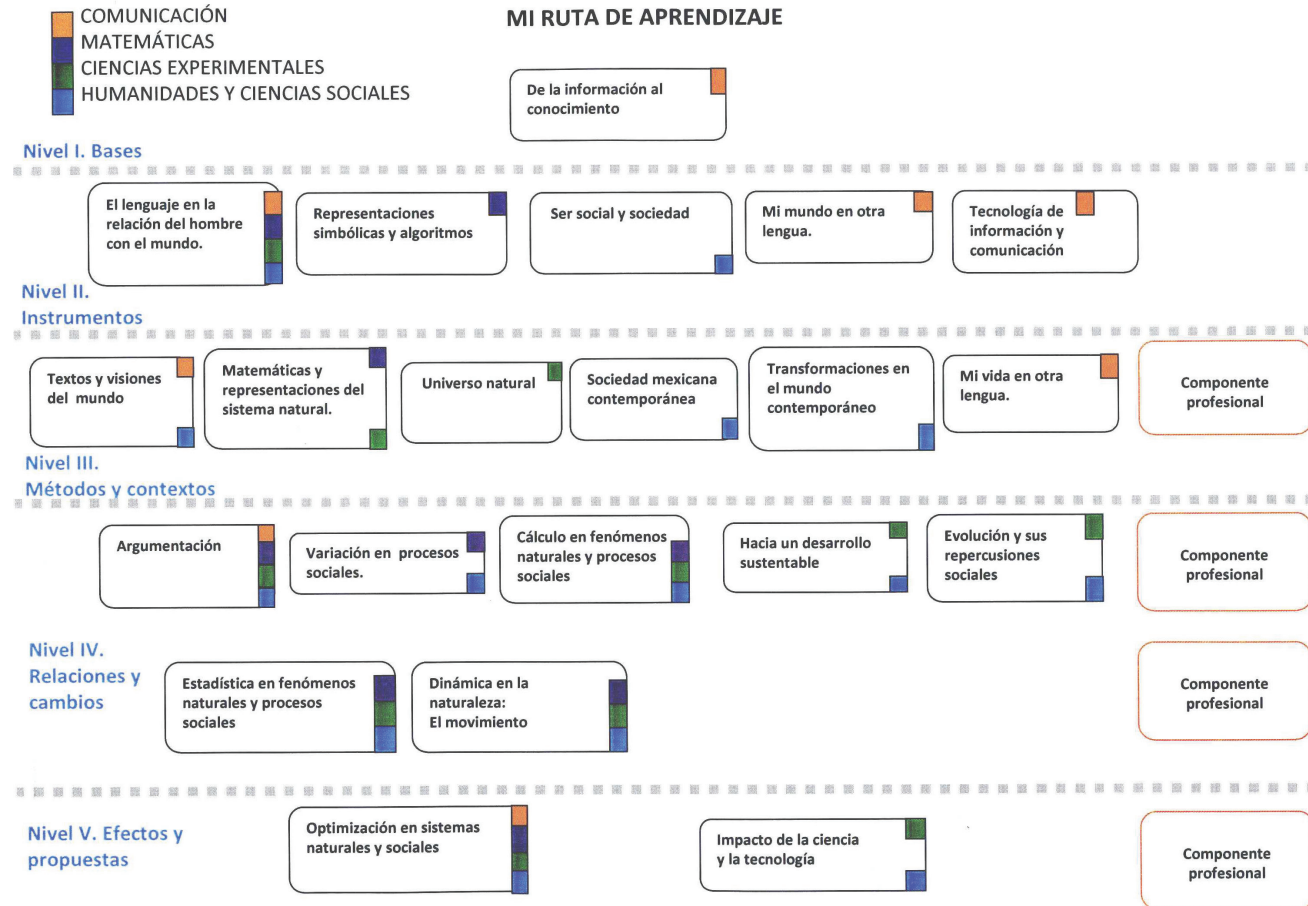 MI RUTA DE APRENDIZAJE
COMUNICACIÓN
MATEMÁTICAS
CIENCIAS EXPERIMENTALES
HUMANIDADES Y CIENCIAS SOCIALES
De la información al
conocimiento
Nivel I. Bases
El lenguaje en la
relación del hombre
con el mundo.
Representaciones
simbólicas y algoritmos
Ser social y sociedad
Mi mundo en otra
lengua.
Tecnología de
información y
comunicación
Nivel II.
Instrumentos
Textos y visiones
del mundo
Matemáticas y
representaciones del
sistema natural.
Universo natural
Sociedad mexicana
contemporánea
Transformaciones en
el mundo
contemporáneo
Mi vida en otra
lengua.
Componente
profesional
Nivel III.
Métodos y contextos
Argumentación
Variación en procesos
sociales.
Cálculo en fenómenos
naturales y procesos
sociales
Hacia un desarrollo
sustentable
Evolución y sus
repercusiones
sociales
Componente
profesional
Nivel IV.
Relaciones y
cambios
Estadística en fenómenos
naturales y procesos
sociales
Dinámica en la
naturaleza:
El movimiento
Componente
profesional
Nivel V. Efectos y
propuestas
Optimización en sistemas
naturales y sociales
Impacto de la ciencia
y la tecnología
Componente
profesional